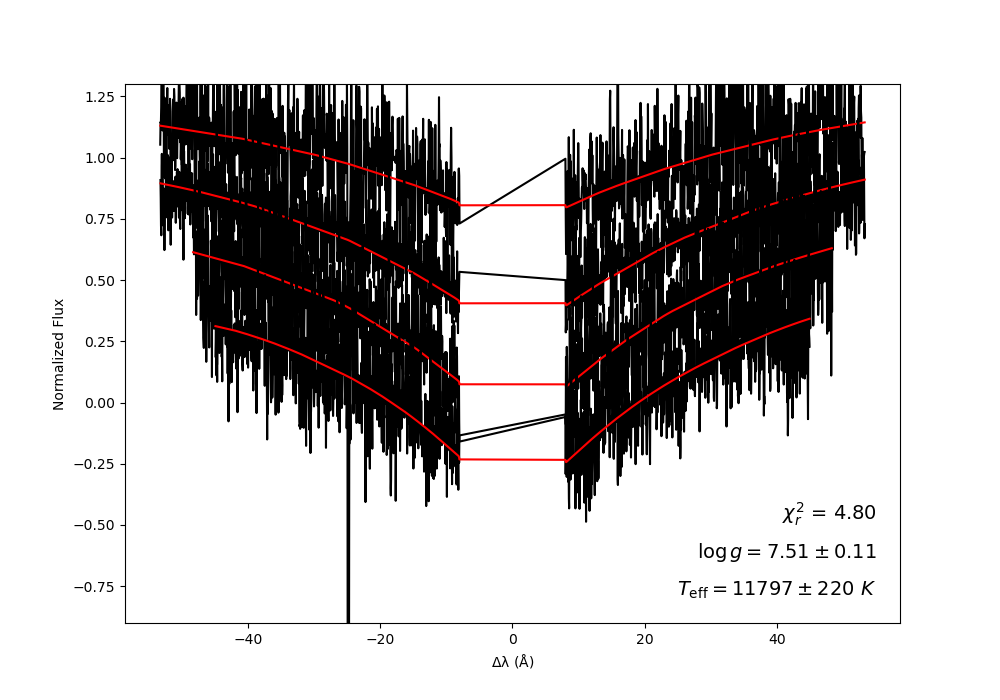 1.25
1.00
0.75
0.50
0.25
0.00
−0.25
−0.50
−0.75
Normalized Flux
χ²ᵣ = 4.80
log g = 7.51 ± 0.11
T_eff = 11797 ± 220 K
−40 −20 0 20 40
Δλ (Å)